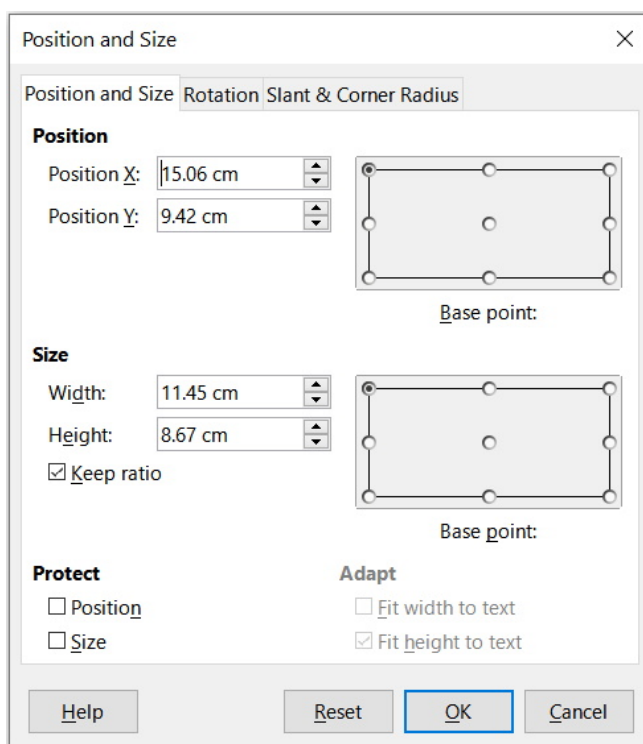 Position and Size
Position and Size Rotation Slant & Corner Radius
Position
Position X: 15.06 cm
Position Y: 9.42 cm
Base point:
Size
Width: 11.45 cm
Height: 8.67 cm
Keep ratio
Base point:
Protect
Adapt
Position
Fit width to text
Size
Fit height to text
Help Reset OK Cancel